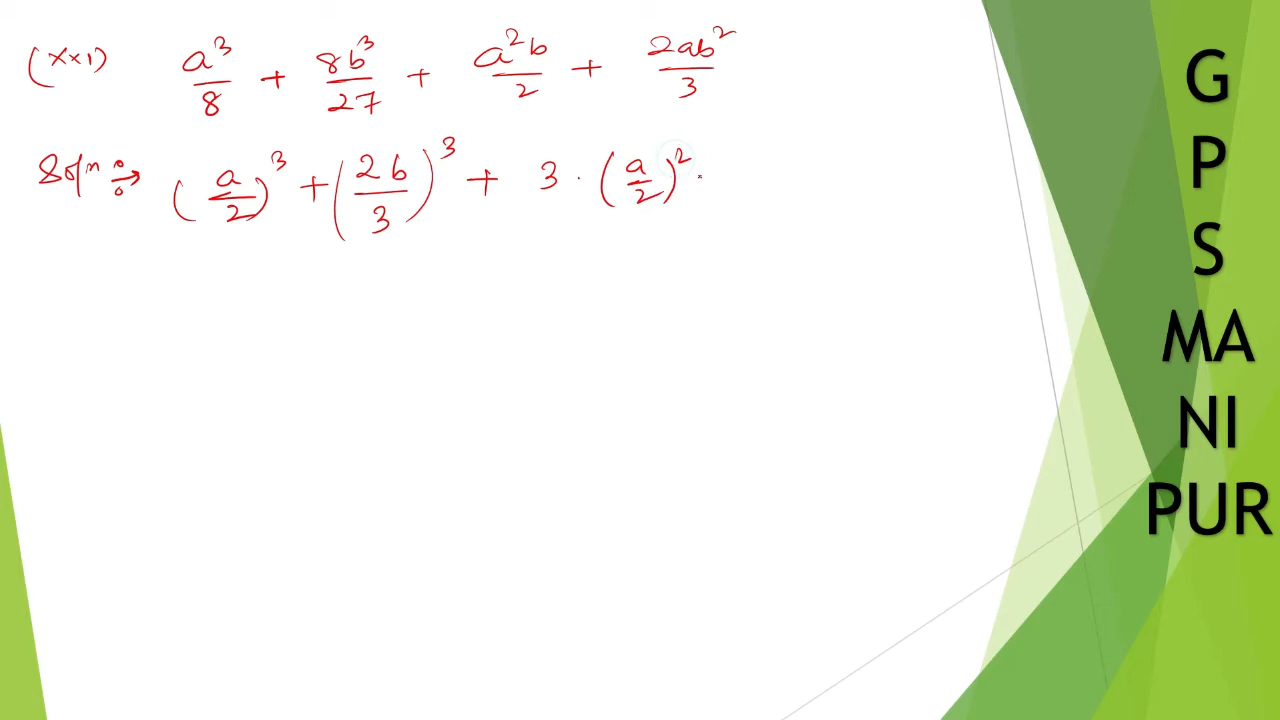 (xxi) a³/8 + 8b³/27 + a²b/2 + 2ab²/3
Solⁿ ÷→ (a/2)³ + (2b/3)³ + 3 · (a/2)² ·
G
P
S
MA
NI
PUR